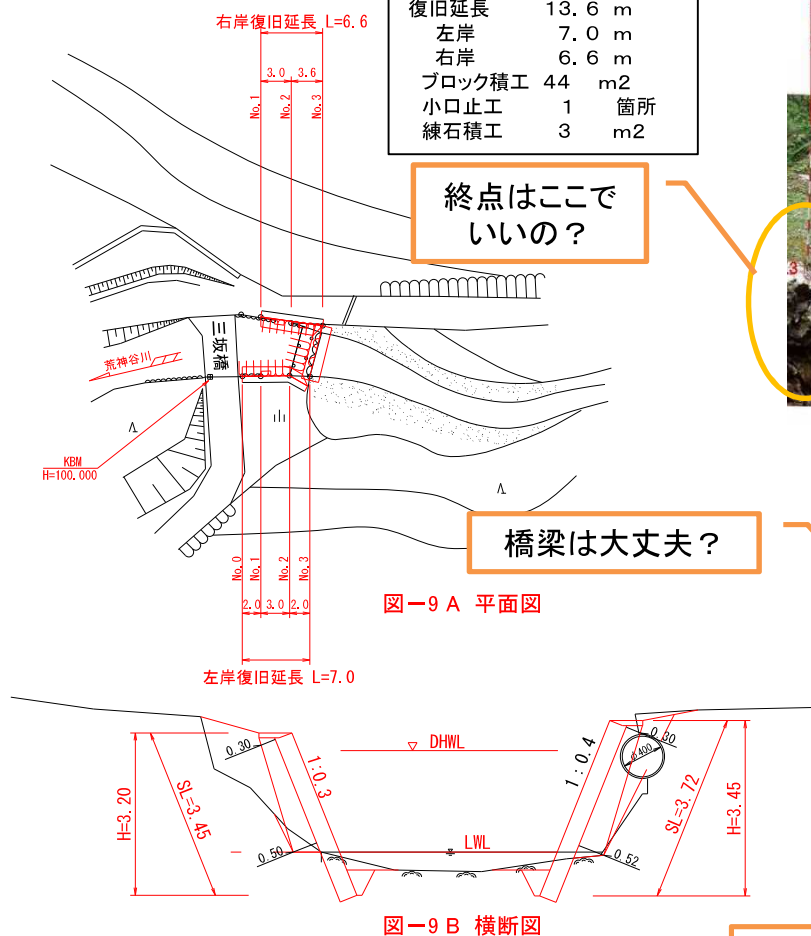 復旧延長 13.6 m
左岸 7.0 m
右岸 6.6 m
ブロック積工 44 m2
小口止工 1 箇所
練石積工 3 m2
右岸復旧延長 L=6.6
3.0 3.6
No.1 No.2 No.3
終点はここで
いいの？
三坂橋
荒神谷川
KBM
H=100.000
橋梁は大丈夫？
No.0 No.1 No.2 No.3
2.0 3.0 2.0
図－9 A 平面図
左岸復旧延長 L=7.0
0.30
DHWL
0.30
φ400
1:0.3
1:0.4
H=3.20
SL=3.45
SL=3.72
H=3.45
LWL
0.50
0.52
図－9 B 横断図